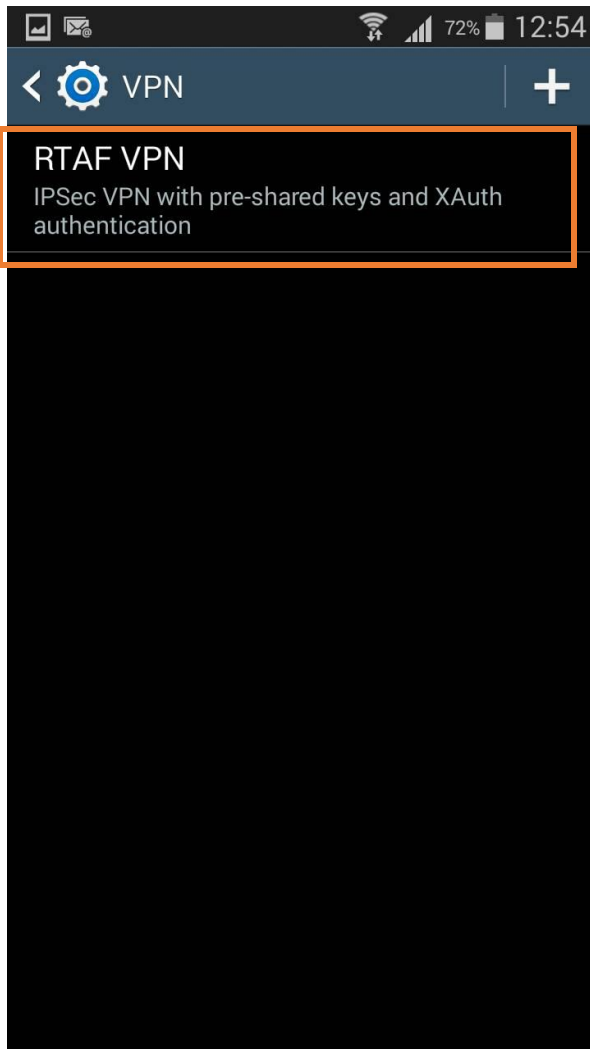 72% 12:54
VPN
RTAF VPN
IPSec VPN with pre-shared keys and XAuth
authentication